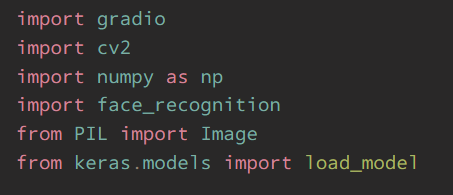 import gradio
import cv2
import numpy as np
import face_recognition
from PIL import Image
from keras.models import load_model